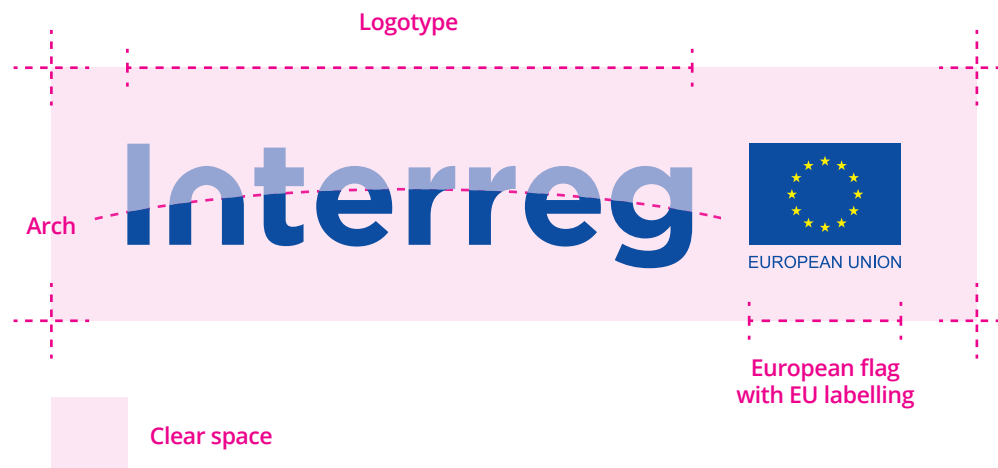 Logotype
Interreg
Arch
EUROPEAN UNION
European flag
with EU labelling
Clear space